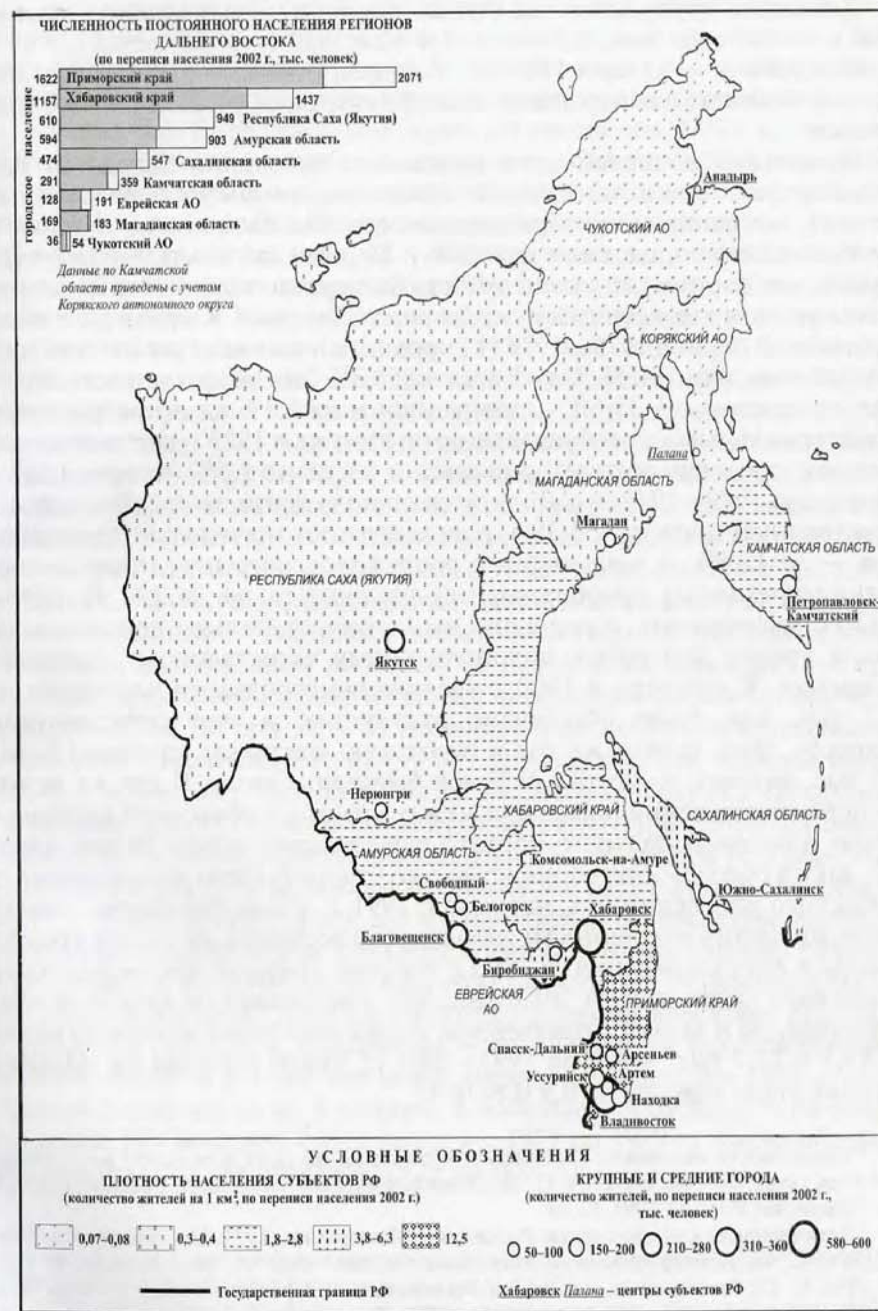 ЧИСЛЕННОСТЬ ПОСТОЯННОГО НАСЕЛЕНИЯ РЕГИОНОВ
ДАЛЬНЕГО ВОСТОКА
(по переписи населения 2002 г., тыс. человек)
городское население
1622 Приморский край 2071
1157 Хабаровский край 1437
610 949 Республика Саха (Якутия)
594 903 Амурская область
474 547 Сахалинская область
291 359 Камчатская область
128 191 Еврейская АО
169 183 Магаданская область
36 54 Чукотский АО
Данные по Камчатской
области приведены с учетом
Корякского автономного округа
Анадырь
ЧУКОТСКИЙ АО
КОРЯКСКИЙ АО
Палана
МАГАДАНСКАЯ ОБЛАСТЬ
Магадан
КАМЧАТСКАЯ ОБЛАСТЬ
РЕСПУБЛИКА САХА (ЯКУТИЯ)
Петропавловск-
Камчатский
Якутск
Нерюнгри
ХАБАРОВСКИЙ КРАЙ
САХАЛИНСКАЯ ОБЛАСТЬ
АМУРСКАЯ ОБЛАСТЬ
Комсомольск-на-Амуре
Свободный
Южно-Сахалинск
Белогорск
Хабаровск
Благовещенск
Биробиджан
ЕВРЕЙСКАЯ
АО
ПРИМОРСКИЙ КРАЙ
Спасск-Дальний
Арсеньев
Уссурийск
Артем
Находка
Владивосток
УСЛОВНЫЕ ОБОЗНАЧЕНИЯ
ПЛОТНОСТЬ НАСЕЛЕНИЯ СУБЪЕКТОВ РФ
(количество жителей на 1 км², по переписи населения 2002 г.)
0,07–0,08 0,3–0,4 1,8–2,8 3,8–6,3 12,5
Государственная граница РФ
КРУПНЫЕ И СРЕДНИЕ ГОРОДА
(количество жителей, по переписи населения 2002 г.,
тыс. человек)
50–100 150–200 210–280 310–360 580–600
Хабаровск Палана – центры субъектов РФ